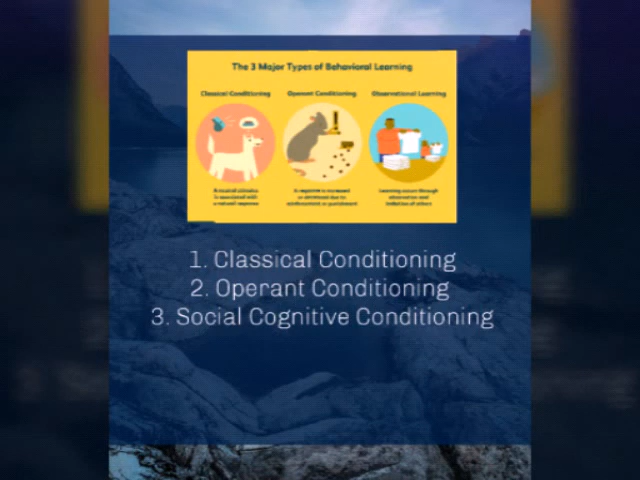 The 3 Major Types of Behavioral Learning
Classical Conditioning Operant Conditioning Observational Learning
A neutral stimulus A response is increased Learning occurs through
is associated with or decreased due to observation and
a natural response reinforcement or punishment imitation of others
1. Classical Conditioning
2. Operant Conditioning
3. Social Cognitive Conditioning